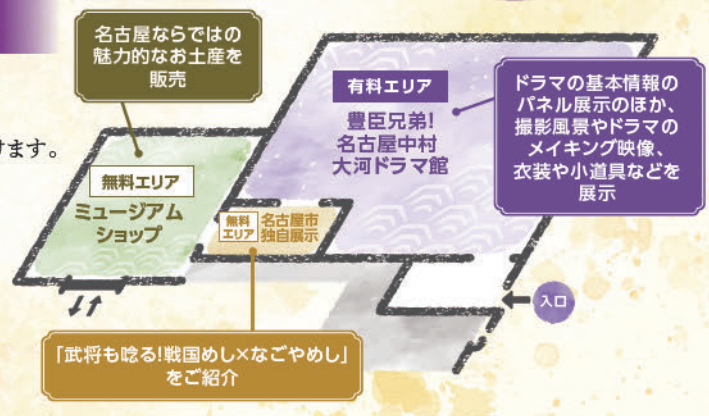 名古屋ならではの
魅力的なお土産を
販売
けます。
無料エリア
ミュージアム
ショップ
有料エリア
豊臣兄弟!
名古屋中村
大河ドラマ館
ドラマの基本情報の
パネル展示のほか、
撮影風景やドラマの
メイキング映像、
衣装や小道具などを
展示
無料
エリア
名古屋市
独自展示
入口
「武将も唸る!戦国めし×なごやめし」
をご紹介